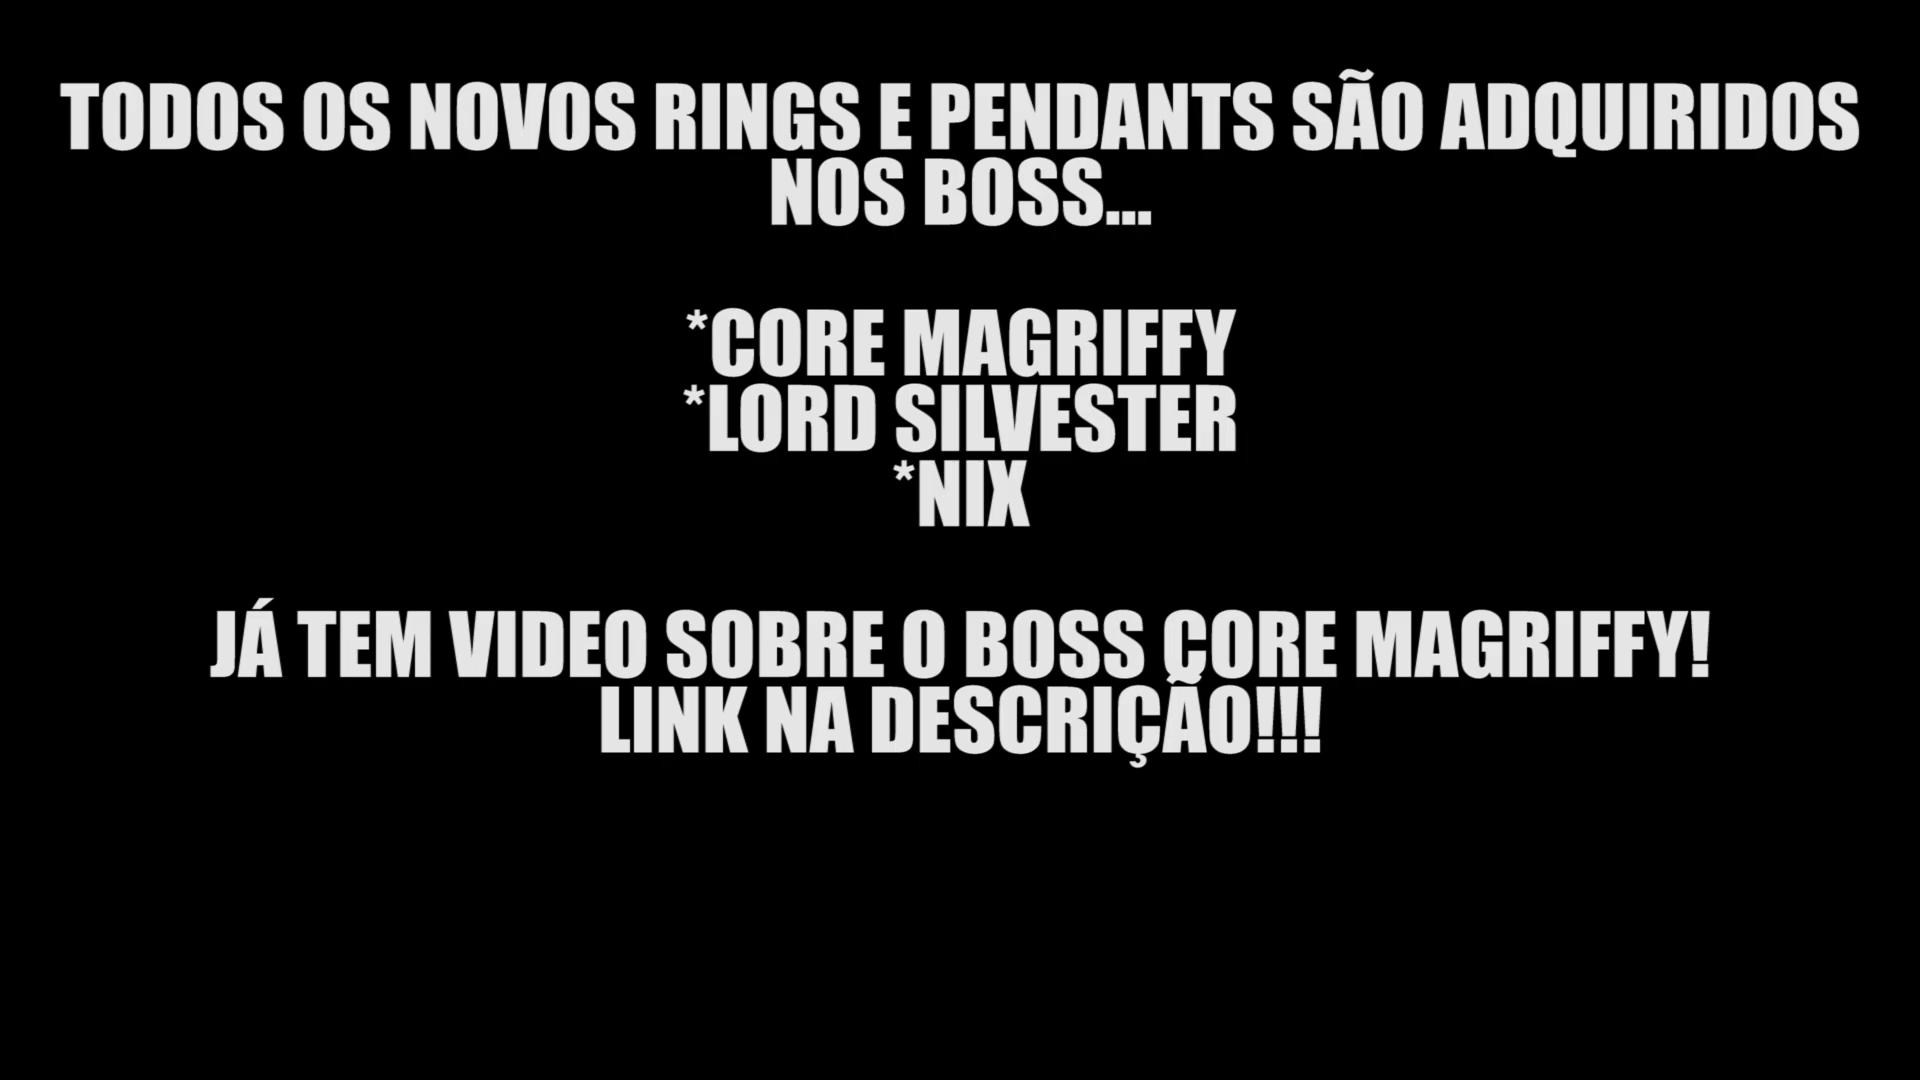 TODOS OS NOVOS RINGS E PENDANTS SÃO ADQUIRIDOS
NOS BOSS...
*CORE MAGRIFFY
*LORD SILVESTER
*NIX
JÁ TEM VIDEO SOBRE O BOSS CORE MAGRIFFY!
LINK NA DESCRIÇÃO!!!